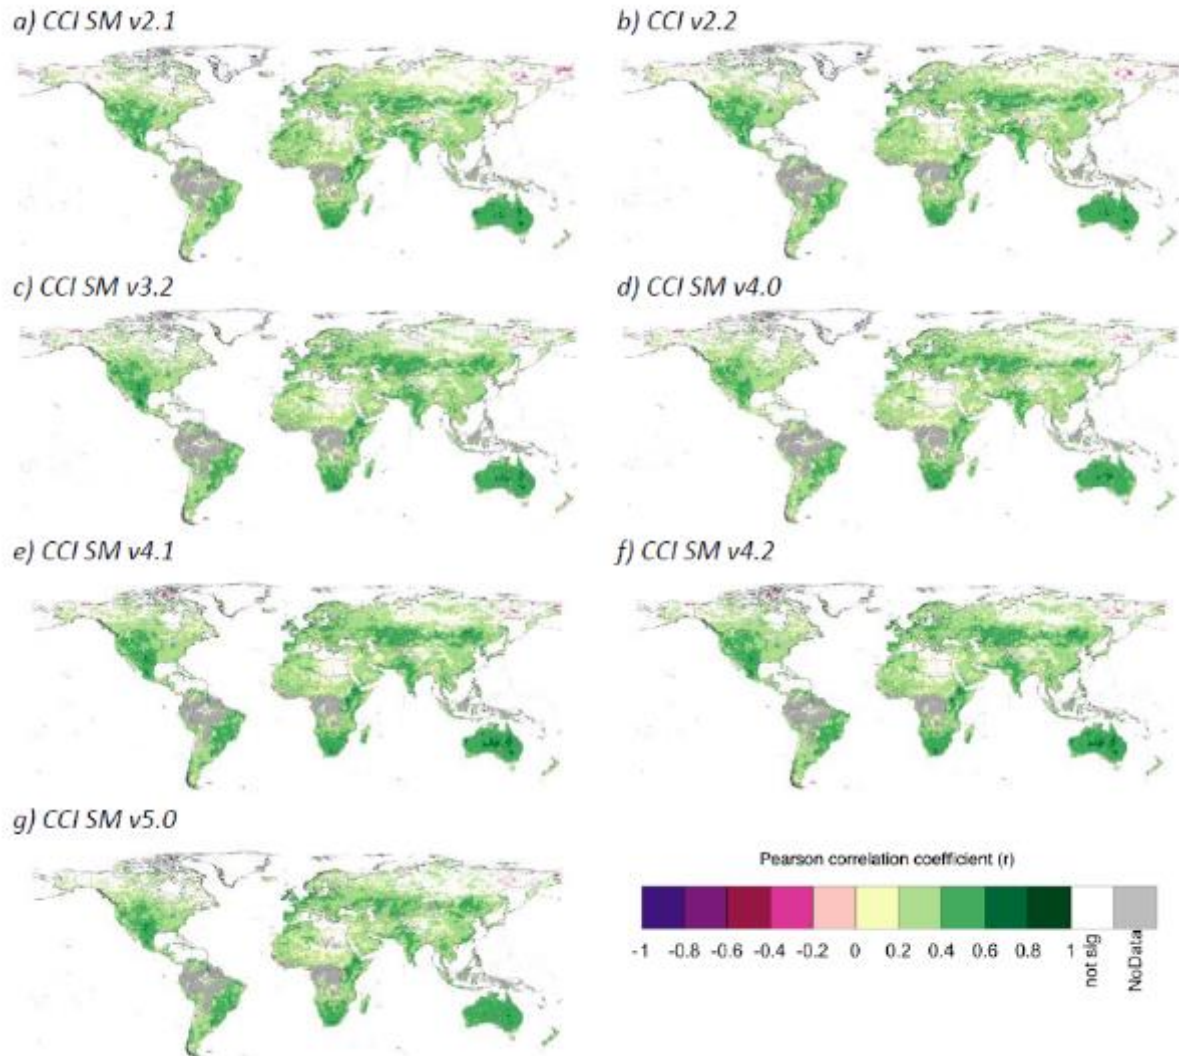 a) CCI SM v2.1
b) CCI v2.2
c) CCI SM v3.2
d) CCI SM v4.0
e) CCI SM v4.1
f) CCI SM v4.2
g) CCI SM v5.0
Pearson correlation coefficient (r)
-1 -0.8 -0.6 -0.4 -0.2 0 0.2 0.4 0.6 0.8 1 not sig NoData